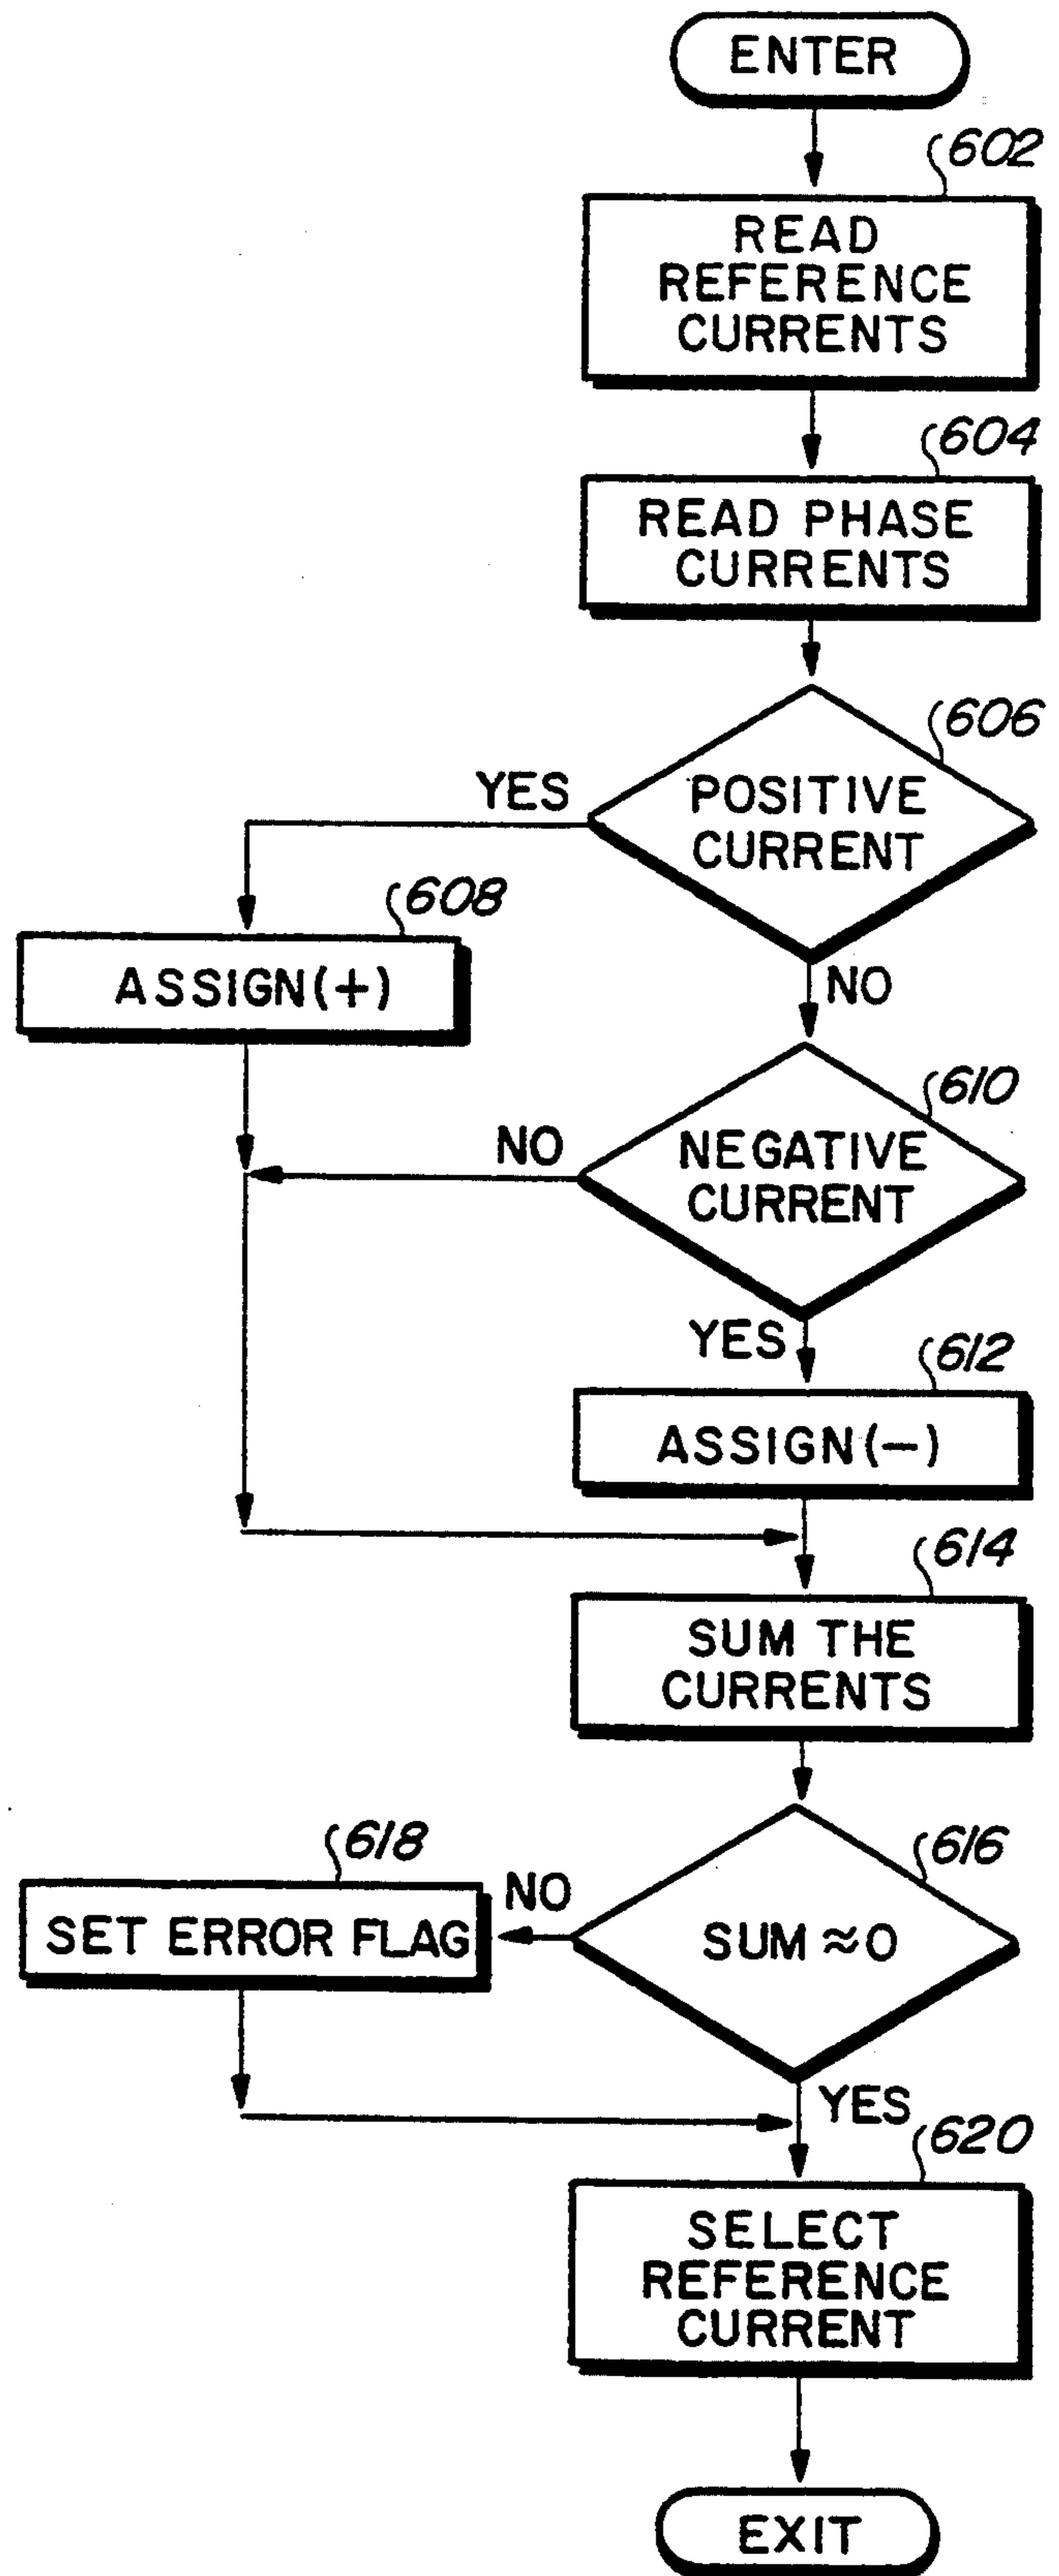 ENTER
602
READ
REFERENCE
CURRENTS
604
READ PHASE
CURRENTS
606
YES
POSITIVE
CURRENT
608
ASSIGN(+)
NO
610
NO
NEGATIVE
CURRENT
YES
612
ASSIGN(−)
614
SUM THE
CURRENTS
616
618
NO
SET ERROR FLAG
SUM ≈ 0
YES
620
SELECT
REFERENCE
CURRENT
EXIT